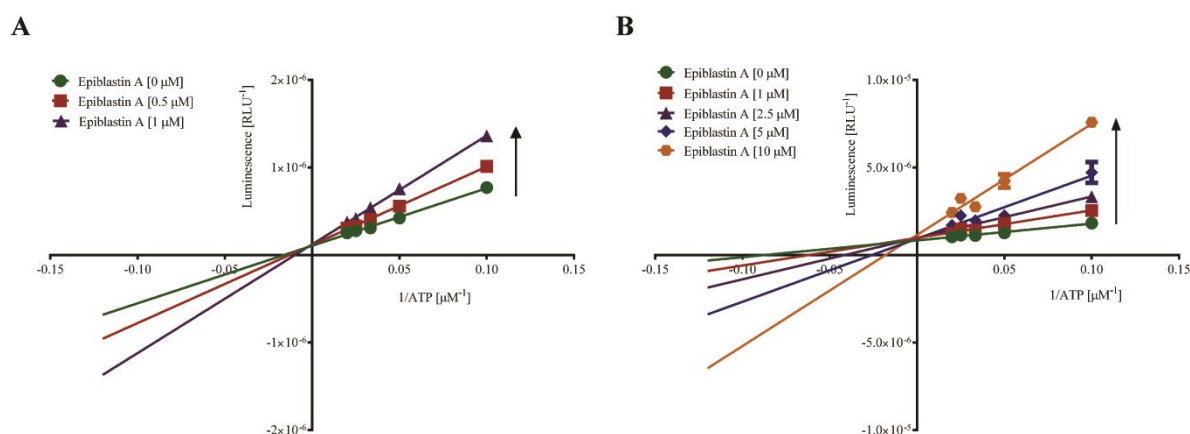 A
Epiblastin A [0 μM]
Epiblastin A [0.5 μM]
Epiblastin A [1 μM]
Luminescence [RLU⁻¹]
2×10⁻⁶
1×10⁻⁶
-1×10⁻⁶
-2×10⁻⁶
-0.15
-0.10
-0.05
0.00
0.05
0.10
0.15
1/ATP [μM⁻¹]
B
Epiblastin A [0 μM]
Epiblastin A [1 μM]
Epiblastin A [2.5 μM]
Epiblastin A [5 μM]
Epiblastin A [10 μM]
Luminescence [RLU⁻¹]
1.0×10⁻⁵
5.0×10⁻⁶
-5.0×10⁻⁶
-1.0×10⁻⁵
-0.15
-0.10
-0.05
0.00
0.05
0.10
0.15
1/ATP [μM⁻¹]